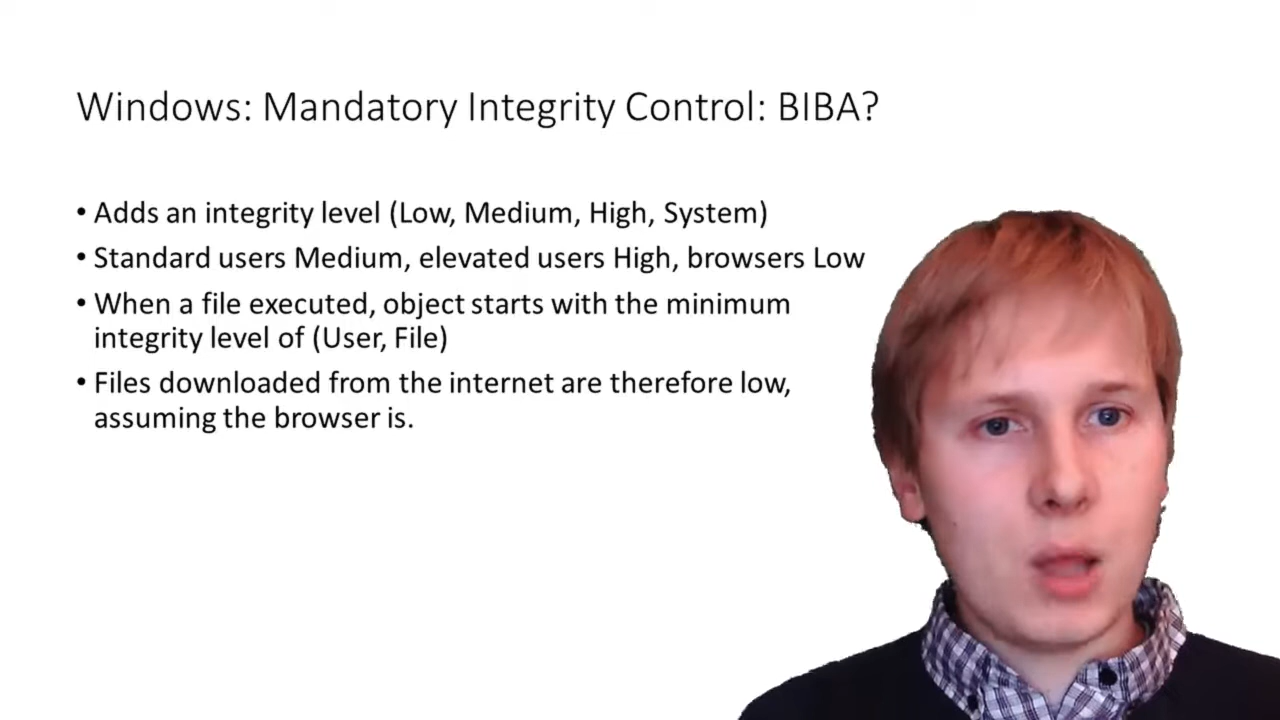 Windows: Mandatory Integrity Control: BIBA?
• Adds an integrity level (Low, Medium, High, System)
• Standard users Medium, elevated users High, browsers Low
• When a file executed, object starts with the minimum
integrity level of (User, File)
• Files downloaded from the internet are therefore low,
assuming the browser is.